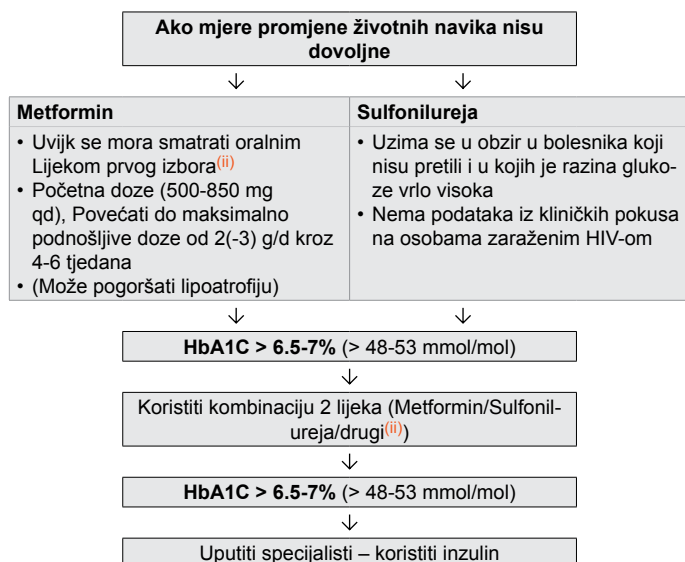 Ako mjere promjene životnih navika nisu
dovoljne
Metformin
• Uvijk se mora smatrati oralnim
Lijekom prvog izbora(ii)
• Početna doze (500-850 mg
qd), Povećati do maksimalno
podnošljive doze od 2(-3) g/d kroz
4-6 tjedana
• (Može pogoršati lipoatrofiju)
Sulfonilureja
• Uzima se u obzir u bolesnika koji
nisu pretili i u kojih je razina gluko-
ze vrlo visoka
• Nema podataka iz kliničkih pokusa
na osobama zaraženim HIV-om
HbA1C > 6.5-7% (> 48-53 mmol/mol)
Koristiti kombinaciju 2 lijeka (Metformin/Sulfonil-
ureja/drugi(ii))
HbA1C > 6.5-7% (> 48-53 mmol/mol)
Uputiti specijalisti – koristiti inzulin